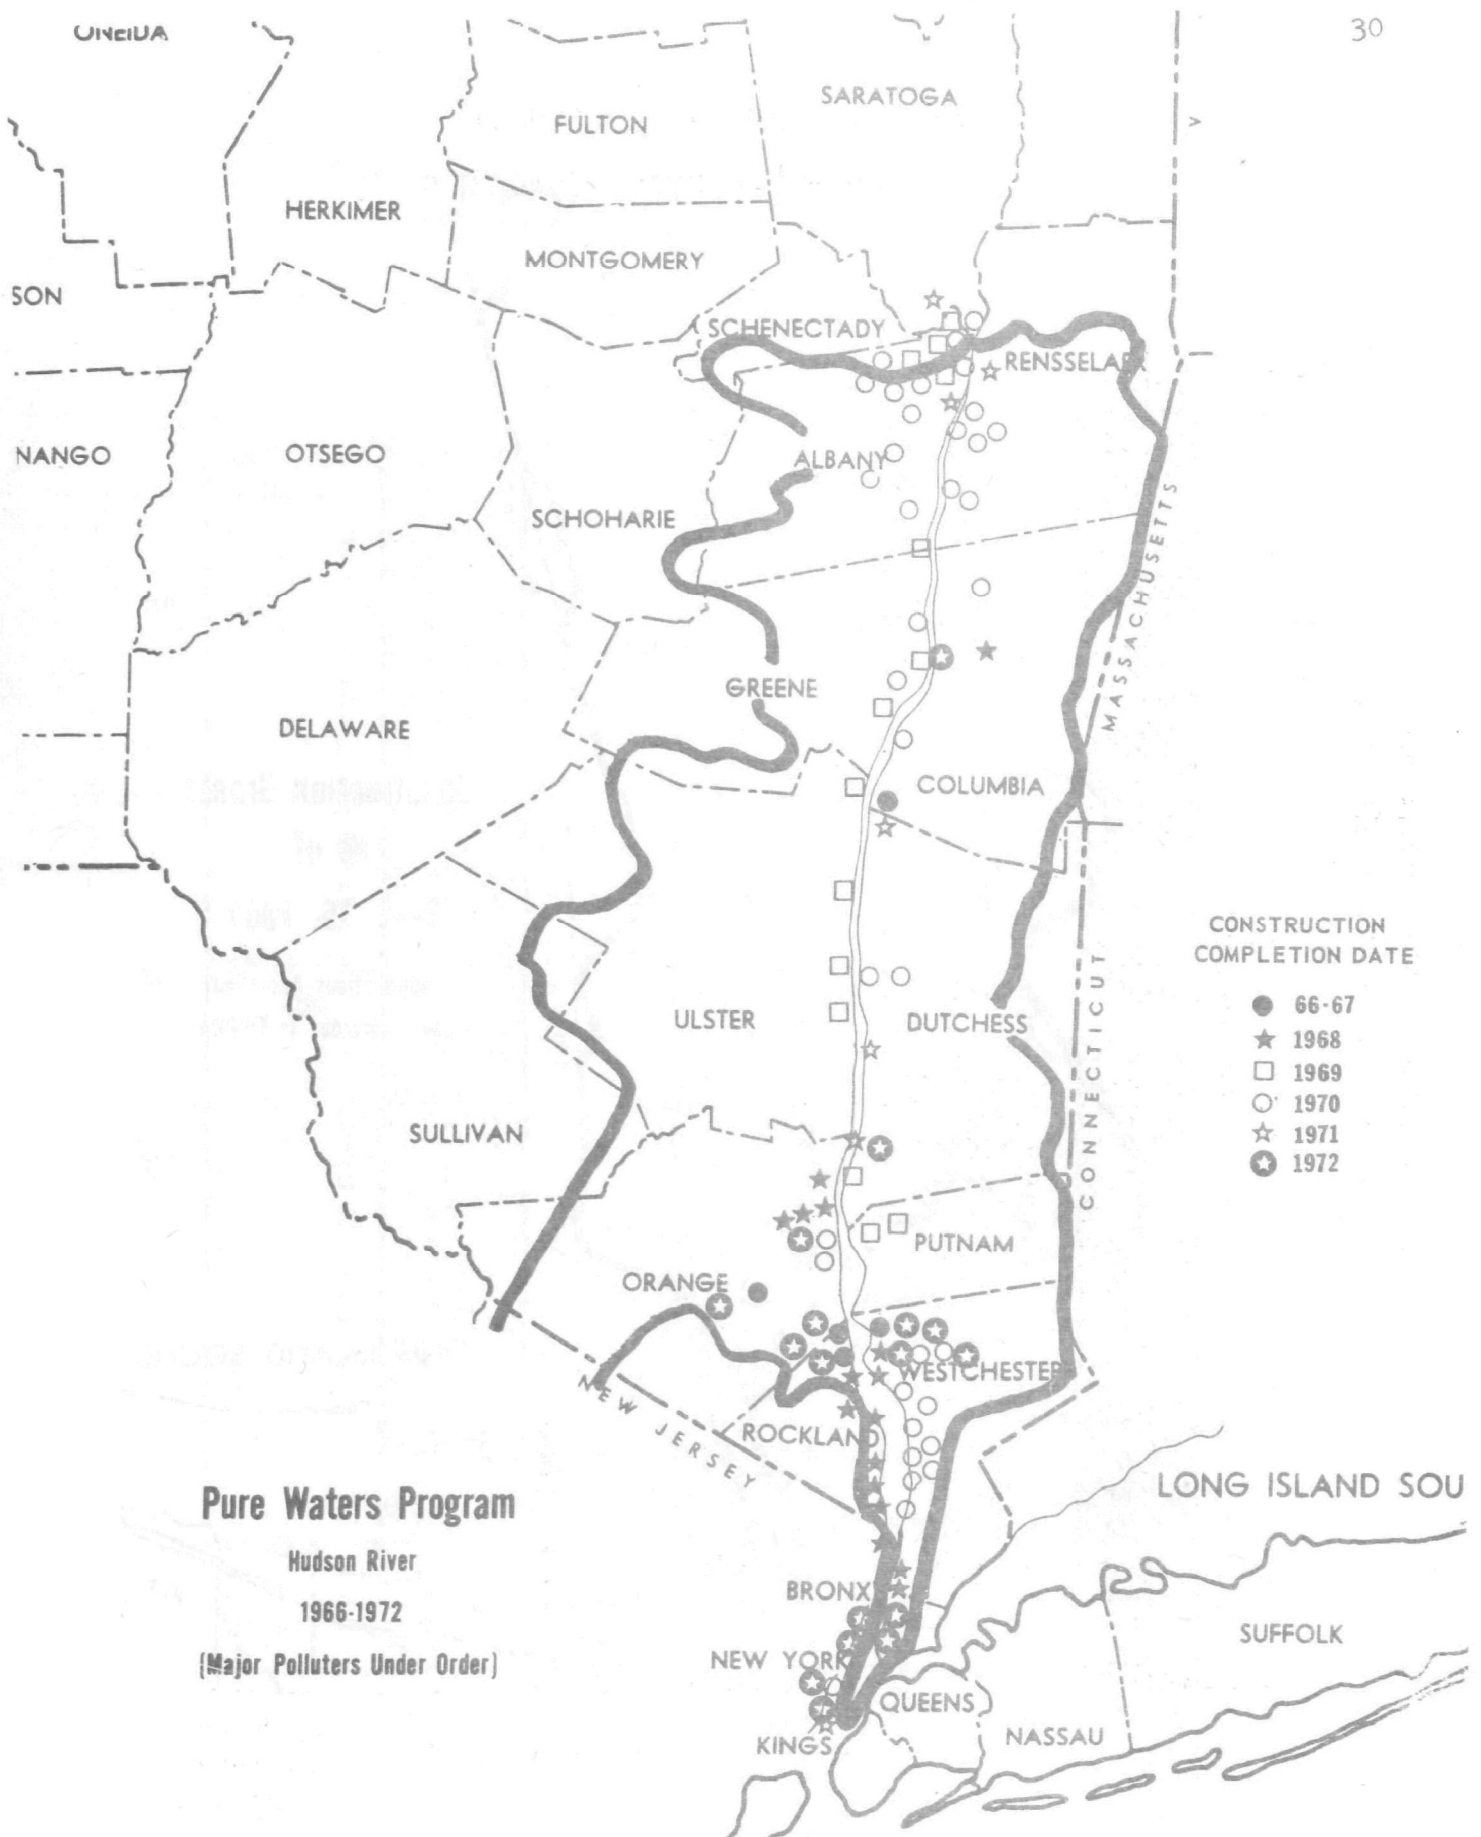 30
ONEIDA
SARATOGA
FULTON
V
HERKIMER
MONTGOMERY
SON
SCHENECTADY
RENSSELAER
NANGO
OTSEGO
ALBANY
SCHOHARIE
MASSACHUSETTS
GREENE
DELAWARE
COLUMBIA
CONSTRUCTION
COMPLETION DATE
66-67
1968
1969
1970
1971
1972
ULSTER
DUTCHESS
CONNECTICUT
SULLIVAN
PUTNAM
ORANGE
WESTCHESTER
NEW JERSEY
ROCKLAND
LONG ISLAND SOU
Pure Waters Program
Hudson River
1966-1972
(Major Polluters Under Order)
BRONX
SUFFOLK
NEW YORK
QUEENS
NASSAU
KINGS